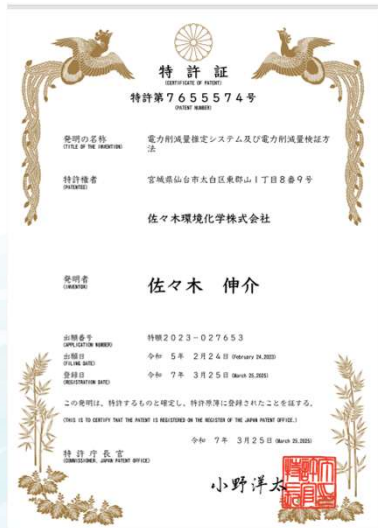 特許証
(CERTIFICATE OF PATENT)
特許第7655574号
(PATENT NUMBER)
発明の名称 電力削減量推定システム及び電力削減量検証方
(TITLE OF THE INVENTION) 法
特許権者 宮城県仙台市太白区東郡山1丁目8番9号
(PATENTEE)
佐々木環境化学株式会社
発明者 佐々木 伸介
(INVENTOR)
出願番号 特願2023-027653
(APPLICATION NUMBER)
出願日 令和 5年 2月24日(February 24,2023)
(FILING DATE)
登録日 令和 7年 3月25日(March 25,2025)
(REGISTRATION DATE)
この発明は、特許するものと確定し、特許原簿に登録されたことを証する。
(THIS IS TO CERTIFY THAT THE PATENT IS REGISTERED ON THE REGISTER OF THE JAPAN PATENT OFFICE.)
令和 7年 3月25日(March 25,2025)
特許庁長官
(COMMISSIONER, JAPAN PATENT OFFICE)
小野洋太